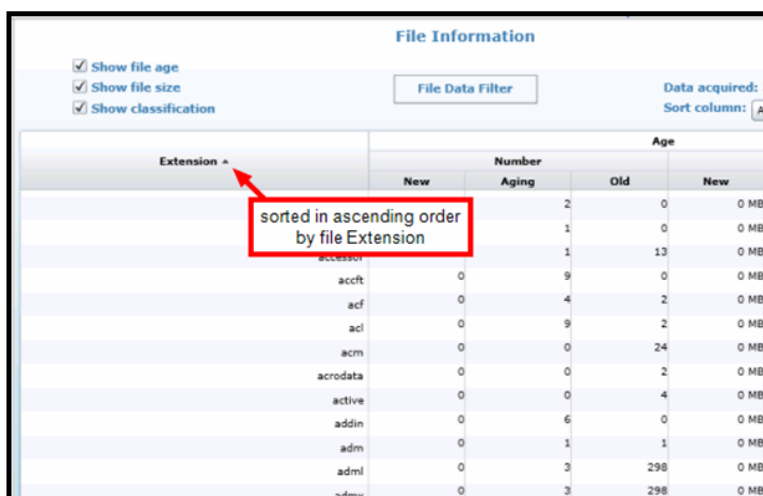 File Information
Show file age
Show file size
Show classification
File Data Filter
Data acquired:
Sort column: A
Age
Extension
Number
New Aging Old New
2 0 0 MB
sorted in ascending order
by file Extension
1 0 0 MB
accessor 1 13 0 MB
accft 0 9 0 0 MB
acf 0 4 2 0 MB
acl 0 9 2 0 MB
acm 0 0 24 0 MB
acrodata 0 0 2 0 MB
active 0 0 4 0 MB
addin 0 6 0 0 MB
adm 0 1 1 0 MB
adml 0 3 298 0 MB
admx 0 3 298 0 MB